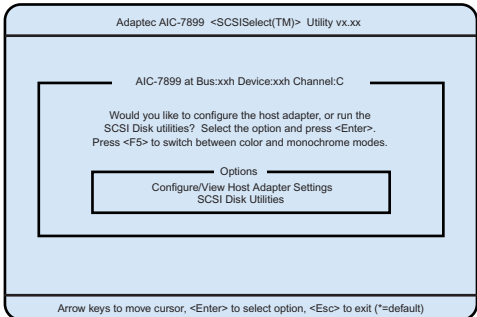 Adaptec AIC-7899 <SCSISelect(TM)> Utility vx.xx
AIC-7899 at Bus:xxh Device:xxh Channel:C
Would you like to configure the host adapter, or run the
SCSI Disk utilities? Select the option and press <Enter>.
Press <F5> to switch between color and monochrome modes.
Options
Configure/View Host Adapter Settings
SCSI Disk Utilities
Arrow keys to move cursor, <Enter> to select option, <Esc> to exit (*=default)